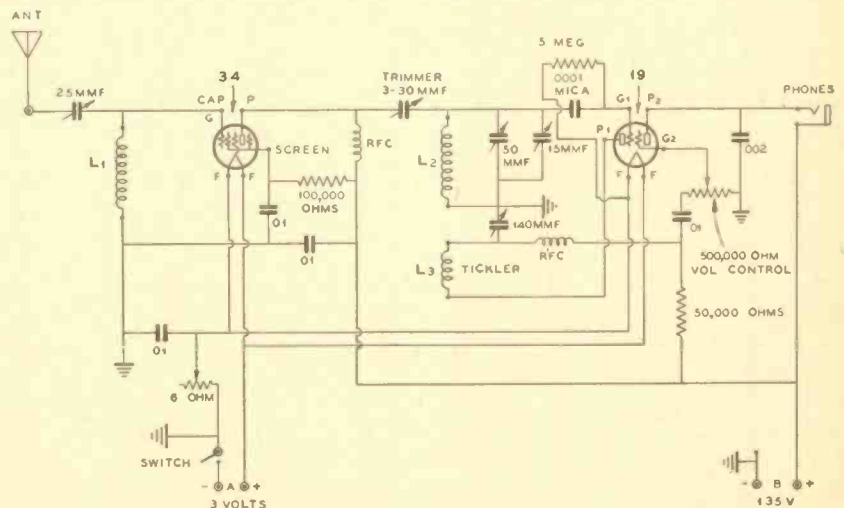 ANT
25 MMF
CAP
G
34
P
SCREEN
F
F
L1
01
100,000
OHMS
01
RFC
TRIMMER
3-30 MMF
L2
50
MMF
15MMF
5 MEG
.0001
MICA
G1
19
P2
P1
G2
F
F
PHONES
.002
140MMF
L3
TICKLER
RFC
.01
500,000 OHM
VOL CONTROL
50,000 OHMS
01
6 OHM
SWITCH
- A +
3 VOLTS
- B +
135 V